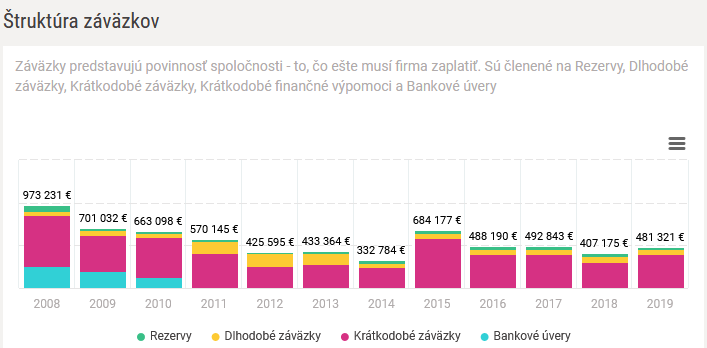 Štruktúra záväzkov
Záväzky predstavujú povinnosť spoločnosti - to, čo ešte musí firma zaplatiť. Sú členené na Rezervy, Dlhodobé
záväzky, Krátkodobé záväzky, Krátkodobé finančné výpomoci a Bankové úvery
973 231 €
701 032 €
663 098 €
570 145 €
425 595 €
433 364 €
332 784 €
684 177 €
488 190 €
492 843 €
407 175 €
481 321 €
2008 2009 2010 2011 2012 2013 2014 2015 2016 2017 2018 2019
Rezervy Dlhodobé záväzky Krátkodobé záväzky Bankové úvery